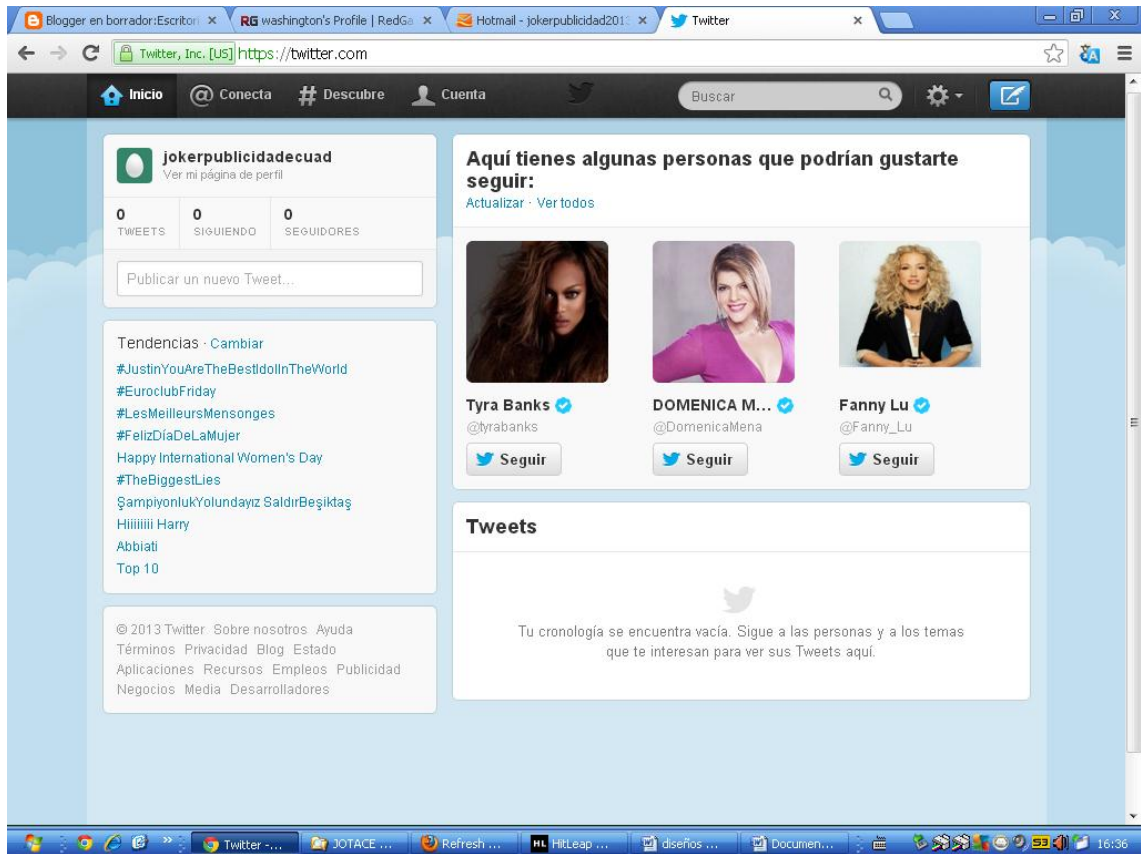 Blogger en borrador:Escritori
RG washington's Profile | RedGa
Hotmail - jokerpublicidad2013
Twitter
Twitter, Inc. [US] https://twitter.com
Inicio
@ Conecta
# Descubre
Cuenta
Buscar
jokerpublicidadecuad
Ver mi página de perfil
0 0 0
TWEETS SIGUIENDO SEGUIDORES
Publicar un nuevo Tweet...
Tendencias · Cambiar
#JustinYouAreTheBestIdolInTheWorld
#EuroclubFriday
#LesMeilleursMensonges
#FelizDíaDeLaMujer
Happy International Women's Day
#TheBiggestLies
ŞampiyonlukYolundayız SaldırBeşiktaş
Hiiiiiii Harry
Abbiati
Top 10
© 2013 Twitter Sobre nosotros Ayuda
Términos Privacidad Blog Estado
Aplicaciones Recursos Empleos Publicidad
Negocios Media Desarrolladores
Aquí tienes algunas personas que podrían gustarte
seguir:
Actualizar · Ver todos
Tyra Banks
@tyrabanks
Seguir
DOMENICA M...
@DomenicaMena
Seguir
Fanny Lu
@Fanny_Lu
Seguir
Tweets
Tu cronología se encuentra vacía. Sigue a las personas y a los temas
que te interesan para ver sus Tweets aquí.
Twitter -...
JOTACE ...
Refresh ...
HL HitLeap ...
diseños ...
Documen...
53
16:36